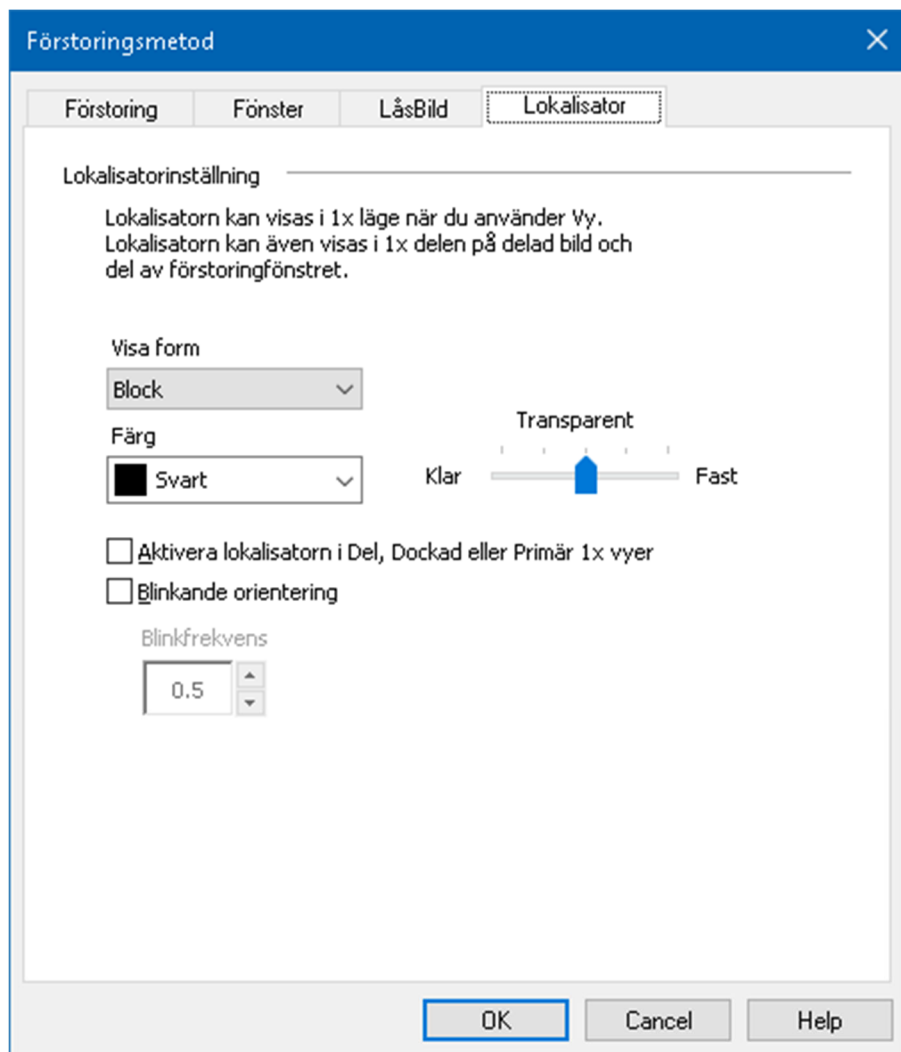 Förstoringsmetod
Förstoring Fönster LåsBild Lokalisator
Lokalisatorinställning
Lokalisatorn kan visas i 1x läge när du använder Vy.
Lokalisatorn kan även visas i 1x delen på delad bild och
del av förstoringfönstret.
Visa form
Block
Transparent
Färg
Svart
Klar Fast
Aktivera lokalisatorn i Del, Dockad eller Primär 1x vyer
Blinkande orientering
Blinkfrekvens
0.5
OK Cancel Help